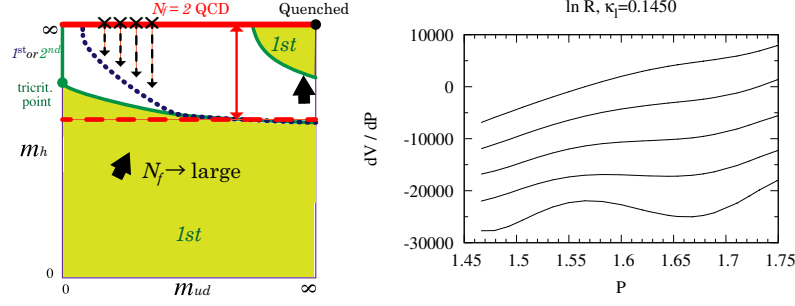 Quenched
N_f = 2 QCD
∞
1st
1st or 2nd
tricrit.
point
m_h
N_f → large
1st
0
0
m_ud
∞
ln R, κ_l=0.1450
0
-10000
-20000
-30000
dV / dP
1.45
1.5
1.55
1.6
1.65
1.7
1.75
P